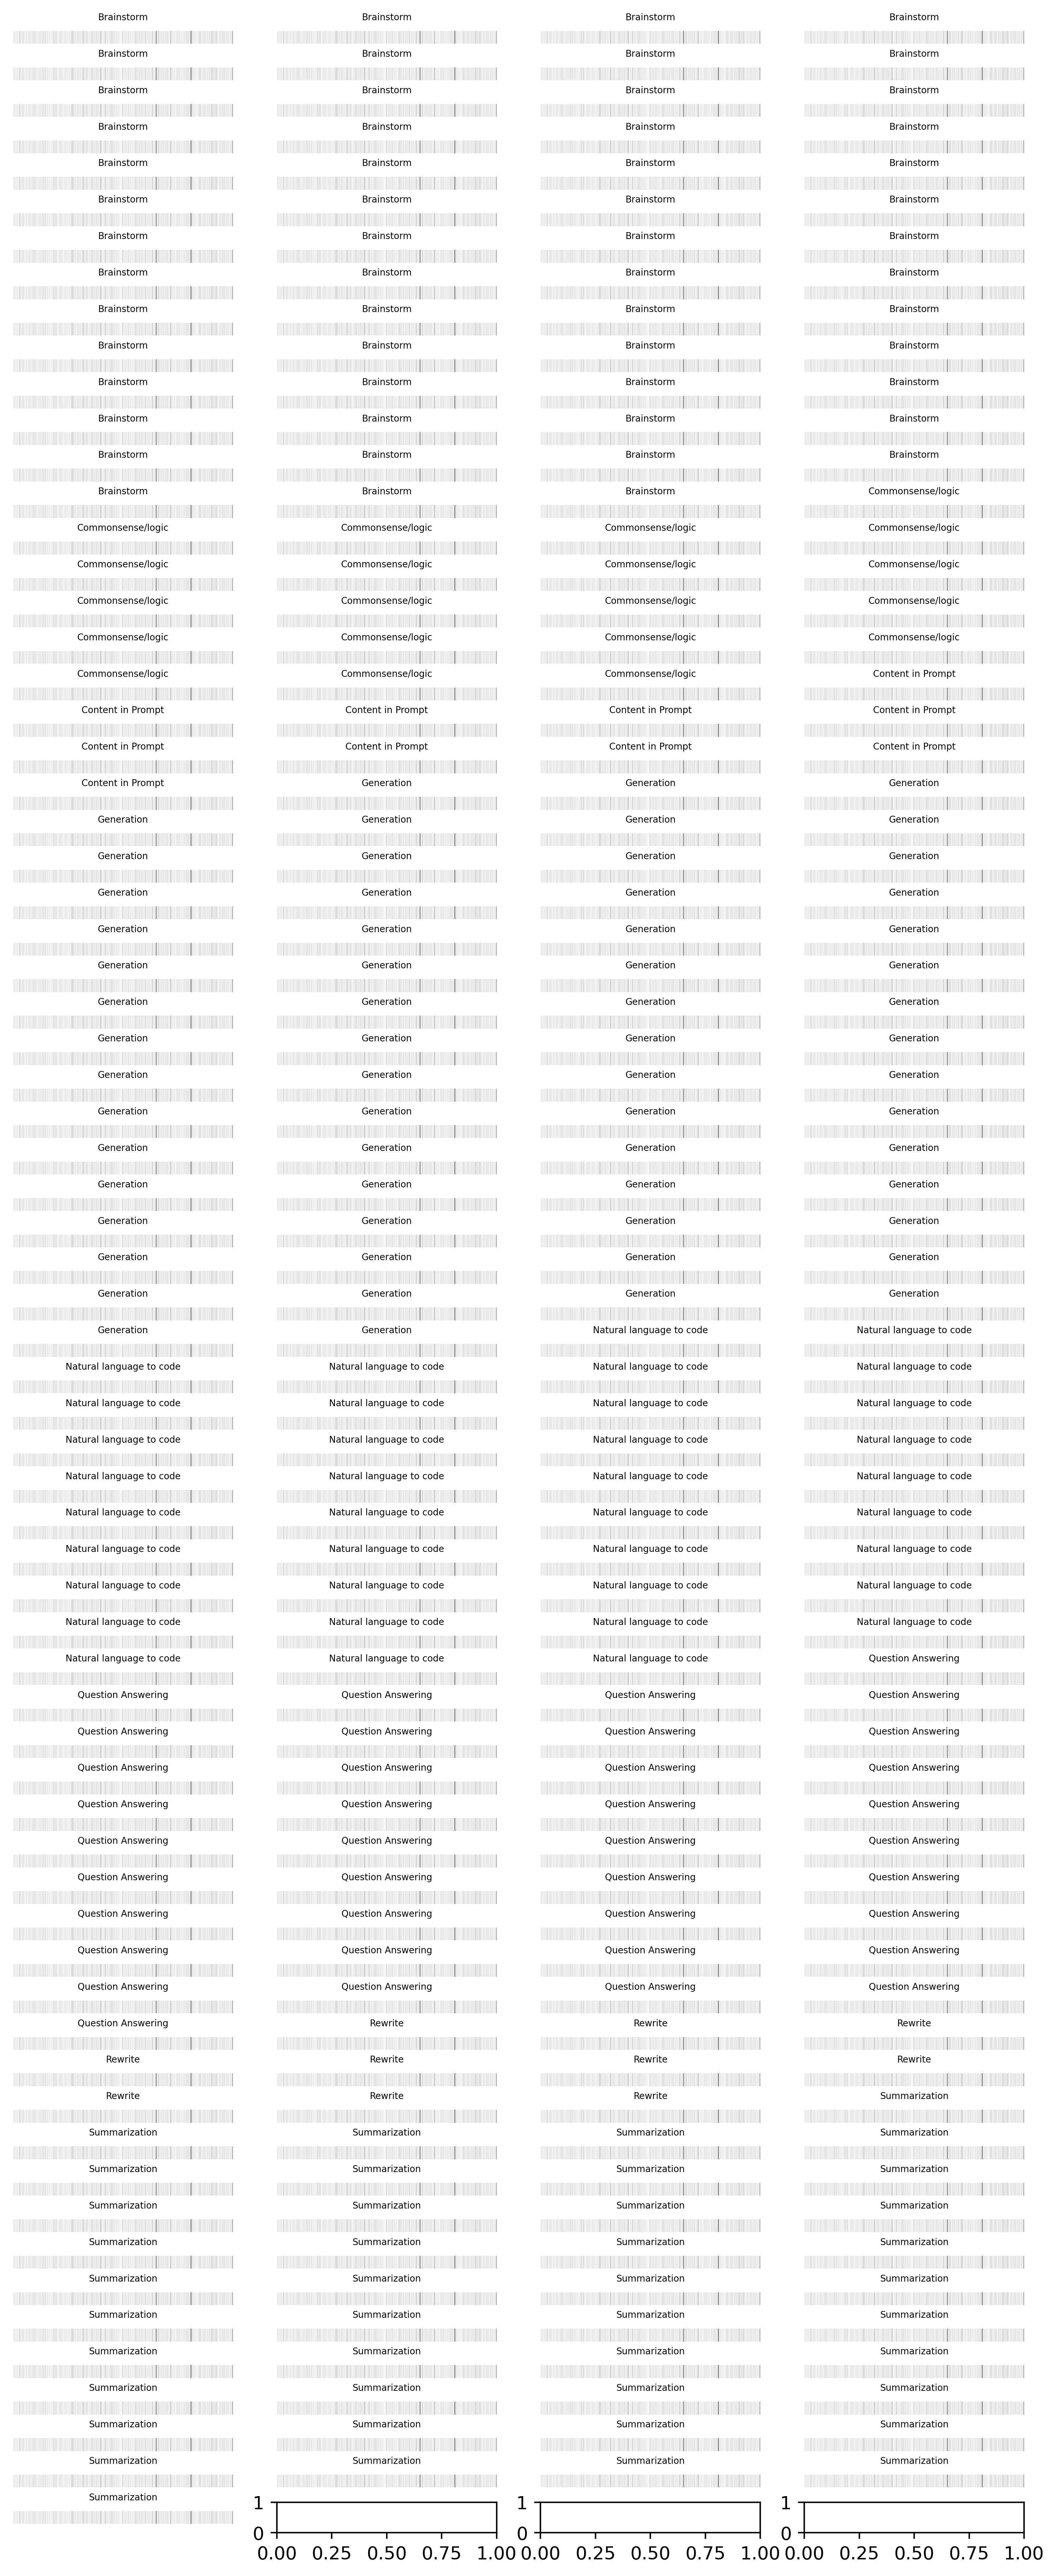 Brainstorm Brainstorm Brainstorm Brainstorm
Brainstorm Brainstorm Brainstorm Brainstorm
Brainstorm Brainstorm Brainstorm Brainstorm
Brainstorm Brainstorm Brainstorm Brainstorm
Brainstorm Brainstorm Brainstorm Brainstorm
Brainstorm Brainstorm Brainstorm Brainstorm
Brainstorm Brainstorm Brainstorm Brainstorm
Brainstorm Brainstorm Brainstorm Brainstorm
Brainstorm Brainstorm Brainstorm Brainstorm
Brainstorm Brainstorm Brainstorm Brainstorm
Brainstorm Brainstorm Brainstorm Brainstorm
Brainstorm Brainstorm Brainstorm Brainstorm
Brainstorm Brainstorm Brainstorm Brainstorm
Brainstorm Brainstorm Brainstorm Commonsense/logic
Commonsense/logic Commonsense/logic Commonsense/logic Commonsense/logic
Commonsense/logic Commonsense/logic Commonsense/logic Commonsense/logic
Commonsense/logic Commonsense/logic Commonsense/logic Commonsense/logic
Commonsense/logic Commonsense/logic Commonsense/logic Commonsense/logic
Commonsense/logic Commonsense/logic Commonsense/logic Content in Prompt
Content in Prompt Content in Prompt Content in Prompt Content in Prompt
Content in Prompt Content in Prompt Content in Prompt Content in Prompt
Content in Prompt Generation Generation Generation
Generation Generation Generation Generation
Generation Generation Generation Generation
Generation Generation Generation Generation
Generation Generation Generation Generation
Generation Generation Generation Generation
Generation Generation Generation Generation
Generation Generation Generation Generation
Generation Generation Generation Generation
Generation Generation Generation Generation
Generation Generation Generation Generation
Generation Generation Generation Generation
Generation Generation Generation Generation
Generation Generation Generation Generation
Generation Generation Generation Generation
Generation Generation Natural language to code Natural language to code
Natural language to code Natural language to code Natural language to code Natural language to code
Natural language to code Natural language to code Natural language to code Natural language to code
Natural language to code Natural language to code Natural language to code Natural language to code
Natural language to code Natural language to code Natural language to code Natural language to code
Natural language to code Natural language to code Natural language to code Natural language to code
Natural language to code Natural language to code Natural language to code Natural language to code
Natural language to code Natural language to code Natural language to code Natural language to code
Natural language to code Natural language to code Natural language to code Natural language to code
Natural language to code Natural language to code Natural language to code Question Answering
Question Answering Question Answering Question Answering Question Answering
Question Answering Question Answering Question Answering Question Answering
Question Answering Question Answering Question Answering Question Answering
Question Answering Question Answering Question Answering Question Answering
Question Answering Question Answering Question Answering Question Answering
Question Answering Question Answering Question Answering Question Answering
Question Answering Question Answering Question Answering Question Answering
Question Answering Question Answering Question Answering Question Answering
Question Answering Question Answering Question Answering Question Answering
Question Answering Rewrite Rewrite Rewrite
Rewrite Rewrite Rewrite Rewrite
Rewrite Rewrite Rewrite Summarization
Summarization Summarization Summarization Summarization
Summarization Summarization Summarization Summarization
Summarization Summarization Summarization Summarization
Summarization Summarization Summarization Summarization
Summarization Summarization Summarization Summarization
Summarization Summarization Summarization Summarization
Summarization Summarization Summarization Summarization
Summarization Summarization Summarization Summarization
Summarization Summarization Summarization Summarization
Summarization Summarization Summarization Summarization
Summarization
1 1 1
0 0 0
0.00 0.25 0.50 0.75 1.00 0.00 0.25 0.50 0.75 1.00 0.00 0.25 0.50 0.75 1.00